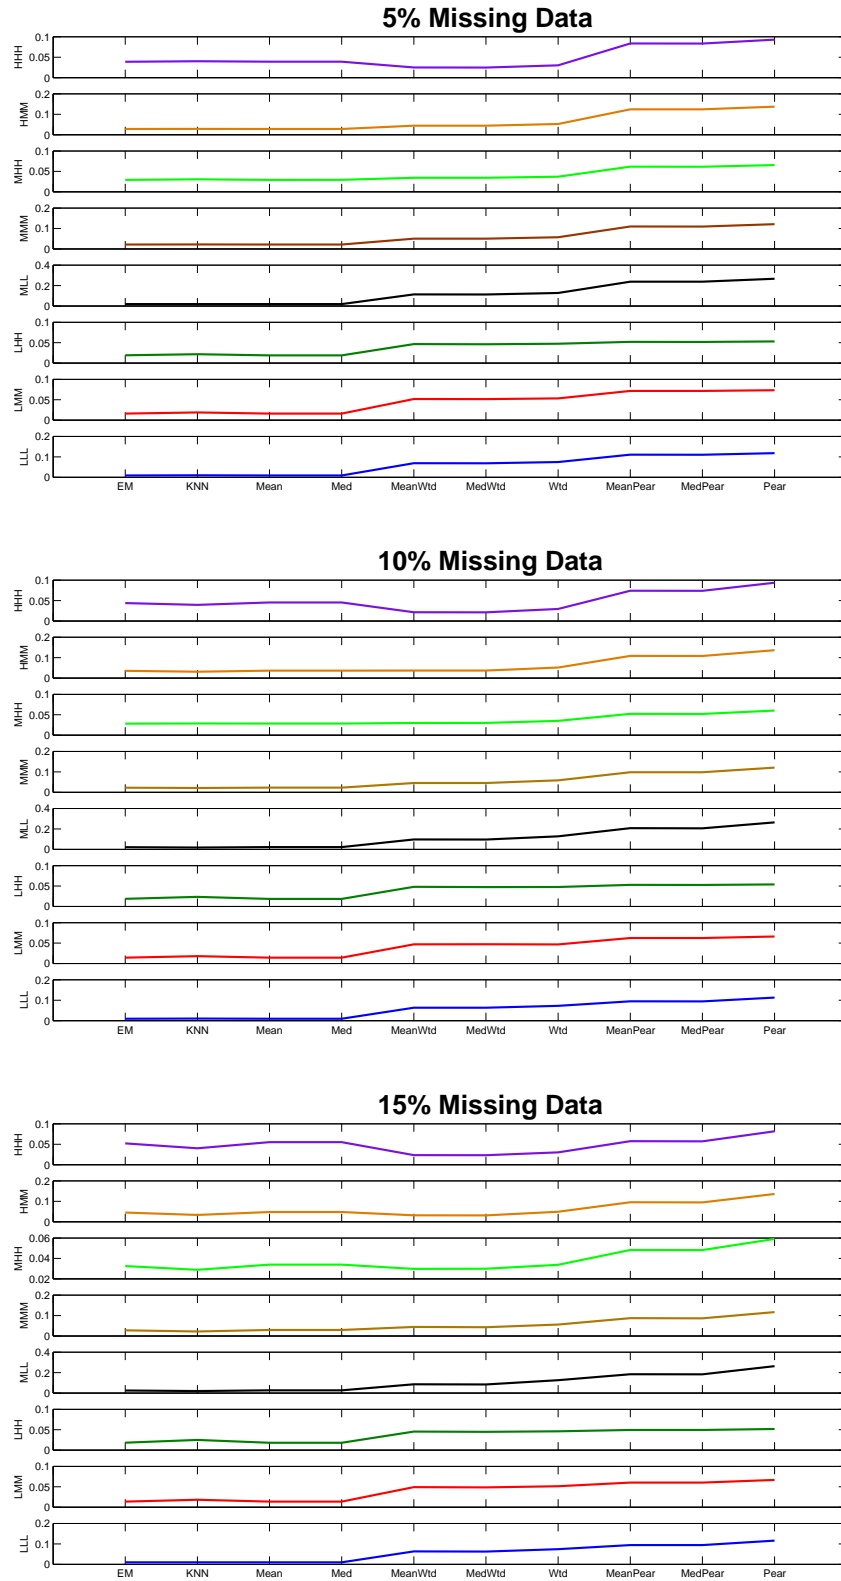 5% Missing Data
0.1
0.05
0
HHH
0.2
0.1
0
HMM
0.1
0.05
0
MHH
0.2
0.1
0
MMM
0.4
0.2
0
MLL
0.1
0.05
0
LHH
0.1
0.05
0
LMM
0.2
0.1
0
LLL
EM KNN Mean Med MeanWtd MedWtd Wtd MeanPear MedPear Pear
10% Missing Data
0.1
0.05
0
HHH
0.2
0.1
0
HMM
0.1
0.05
0
MHH
0.2
0.1
0
MMM
0.4
0.2
0
MLL
0.1
0.05
0
LHH
0.1
0.05
0
LMM
0.2
0.1
0
LLL
EM KNN Mean Med MeanWtd MedWtd Wtd MeanPear MedPear Pear
15% Missing Data
0.1
0.05
0
HHH
0.2
0.1
0
HMM
0.06
0.04
0.02
MHH
0.2
0.1
0
MMM
0.4
0.2
0
MLL
0.1
0.05
0
LHH
0.1
0.05
0
LMM
0.2
0.1
0
LLL
EM KNN Mean Med MeanWtd MedWtd Wtd MeanPear MedPear Pear